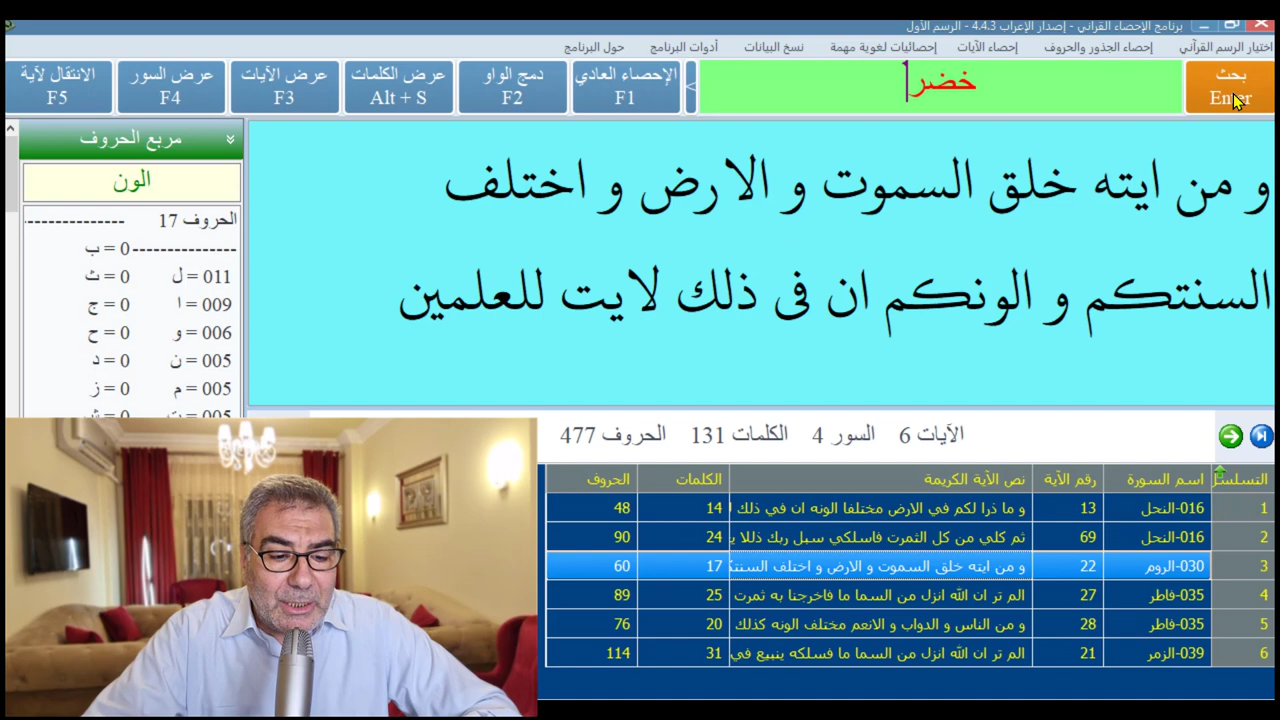 برنامج الإحصاء القرآني - إصدار الإعراب 4.4.3 - الرسم الأول
اختيار الرسم القرآني إحصاء الجذور والحروف إحصاء الآيات إحصائيات لغوية مهمة نسخ البيانات أدوات البرنامج حول البرنامج
بحث
Enter
خضر
الإحصاء العادي
F1
دمج الواو
F2
عرض الكلمات
Alt + S
عرض الآيات
F3
عرض السور
F4
الانتقال لآية
F5
و من ايته خلق السموت و الارض و اختلف
السنتكم و الونكم ان فى ذلك لايت للعلمين
مربع الحروف
الون
الحروف 17 --------------
--------------- 0 = ب
011 = ل 0 = ث
009 = ا 0 = ج
006 = و 0 = ح
005 = ن 0 = د
005 = م 0 = ز
005 = ت 0 = ش
الآيات 6 السور 4 الكلمات 131 الحروف 477
التسلسل اسم السورة رقم الآية نص الآية الكريمة الكلمات الحروف
1 016-النحل 13 و ما ذرا لكم في الارض مختلفا الونه ان في ذلك 14 48
2 016-النحل 69 ثم كلي من كل الثمرت فاسلكي سبل ربك ذللا 24 90
3 030-الروم 22 و من ايته خلق السموت و الارض و اختلف 17 60
4 035-فاطر 27 الم تر ان الله انزل من السما ما فاخرجنا به ثمرت 25 89
5 035-فاطر 28 و من الناس و الدواب و الانعم مختلف الونه كذلك 20 76
6 039-الزمر 21 الم تر ان الله انزل من السما ما فسلكه ينبيع في 31 114